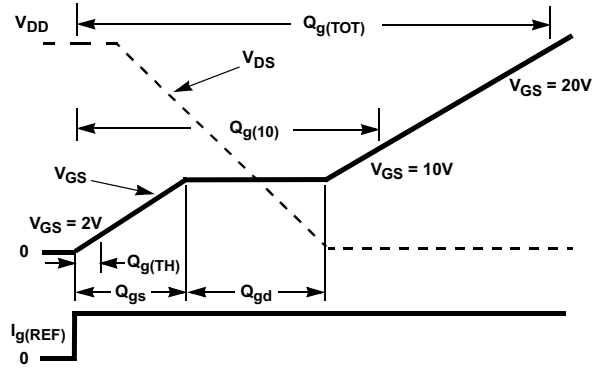 V_DD
Q_g(TOT)
V_DS
V_GS = 20V
Q_g(10)
V_GS
V_GS = 10V
V_GS = 2V
0
Q_g(TH)
Q_gs
Q_gd
I_g(REF)
0